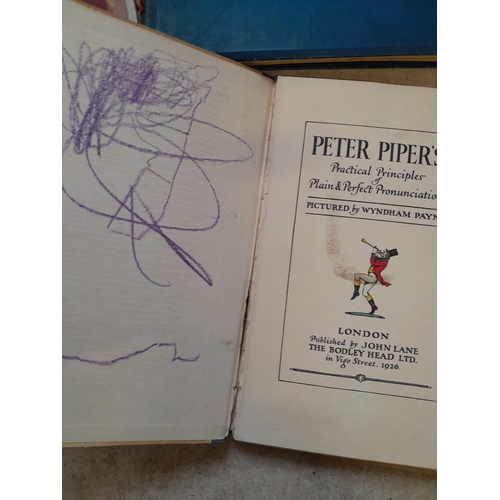 PETER PIPER'S
Practical Principles
of
Plain & Perfect Pronunciatio
PICTURED by WYNDHAM PAYN
LONDON
Published by JOHN LANE
THE BODLEY HEAD LTD.
in Vigo Street, 1926.